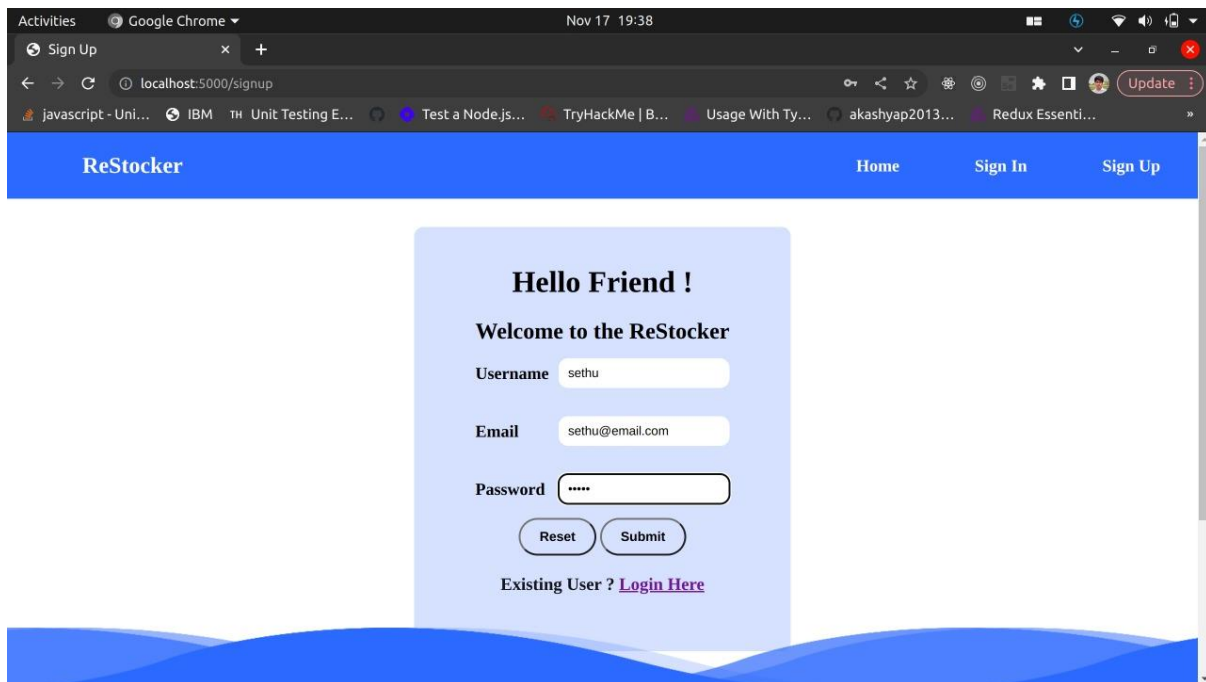 Activities Google Chrome Nov 17 19:38
Sign Up
localhost:5000/signup Update
javascript - Uni... IBM TH Unit Testing E... Test a Node.js... TryHackMe | B... Usage With Ty... akashyap2013... Redux Essenti... »
ReStocker Home Sign In Sign Up
Hello Friend !
Welcome to the ReStocker
Username sethu
Email sethu@email.com
Password •••••
Reset Submit
Existing User ? Login Here